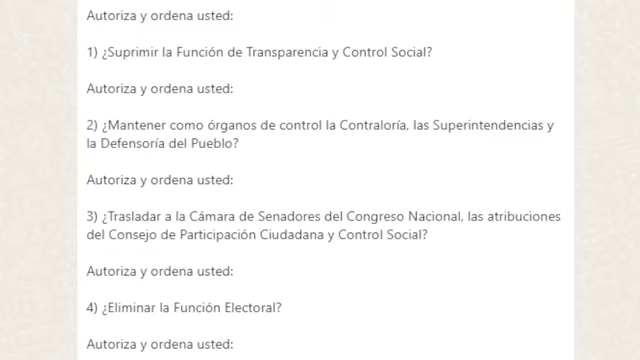 Autoriza y ordena usted:
1) ¿Suprimir la Función de Transparencia y Control Social?
Autoriza y ordena usted:
2) ¿Mantener como órganos de control la Contraloría, las Superintendencias y
la Defensoría del Pueblo?
Autoriza y ordena usted:
3) ¿Trasladar a la Cámara de Senadores del Congreso Nacional, las atribuciones
del Consejo de Participación Ciudadana y Control Social?
Autoriza y ordena usted:
4) ¿Eliminar la Función Electoral?
Autoriza y ordena usted: